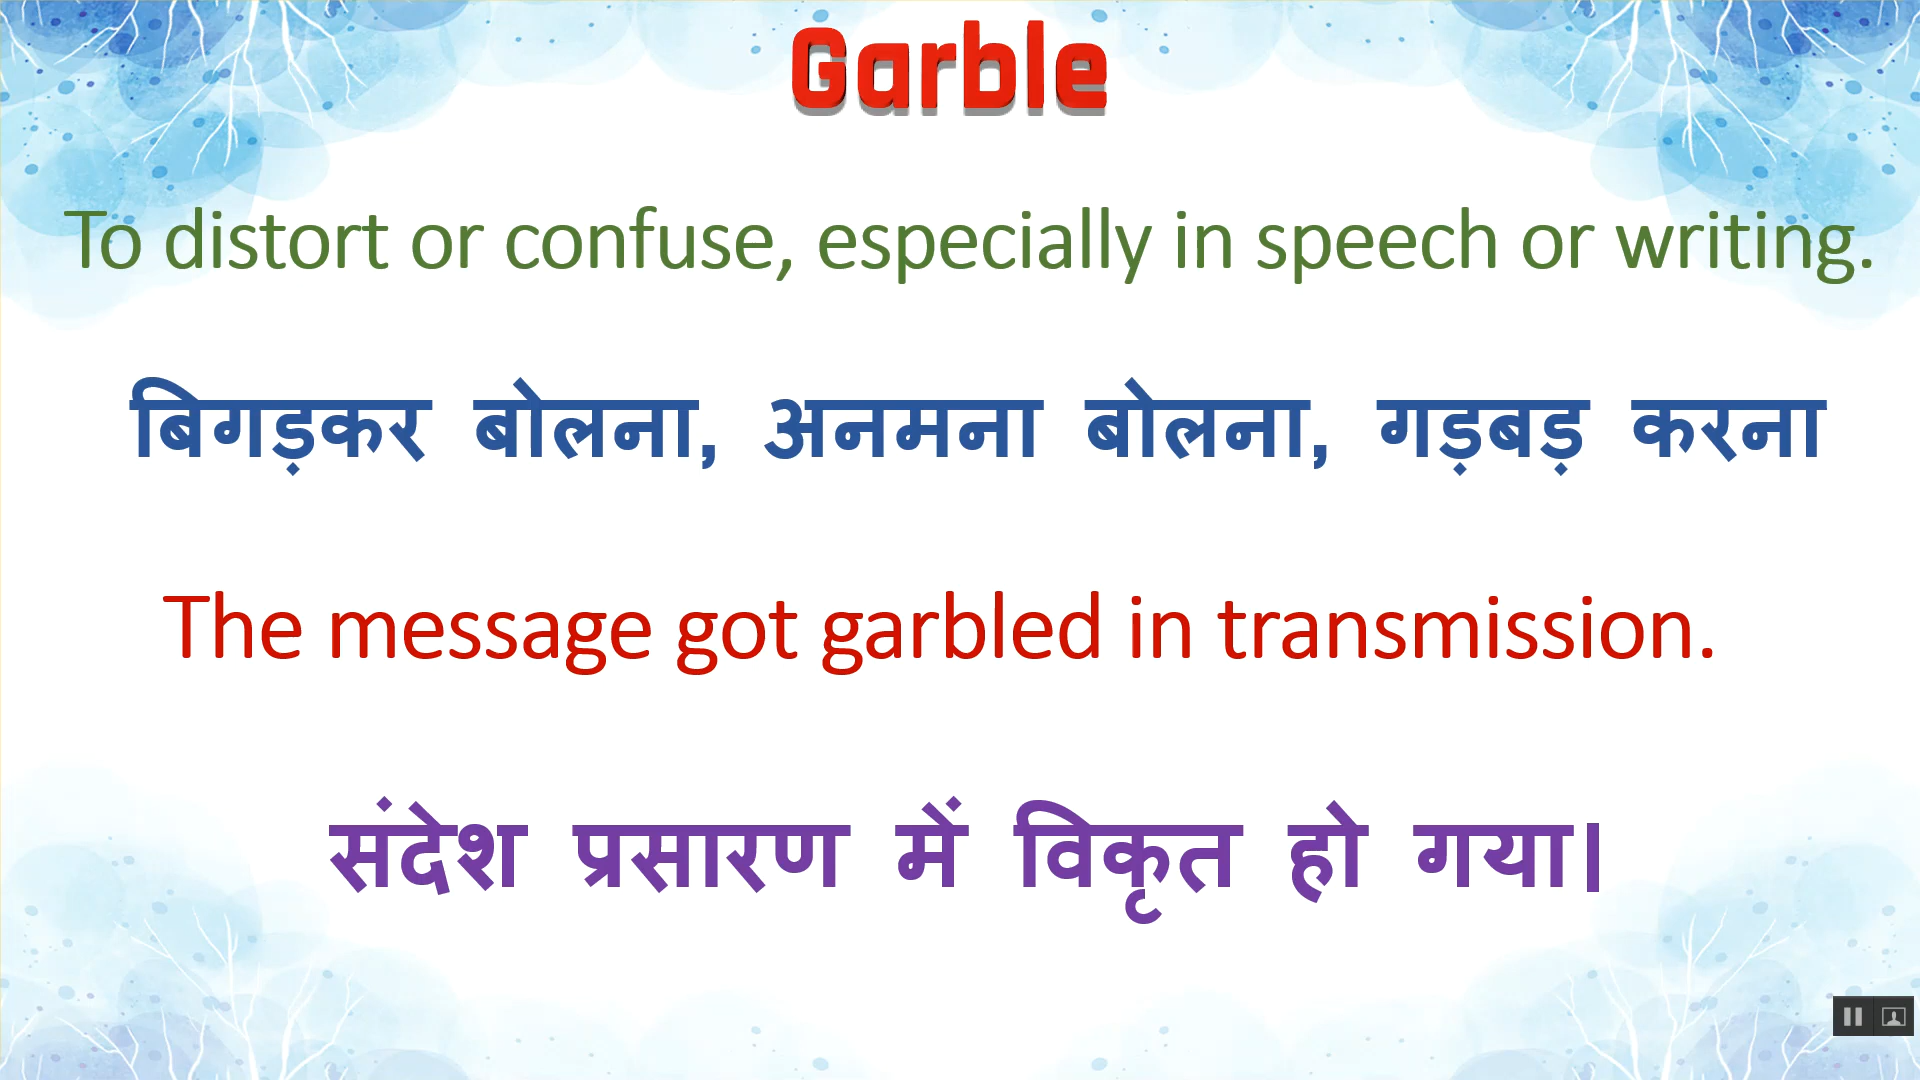 Garble
To distort or confuse, especially in speech or writing.
बिगड़कर बोलना, अनमना बोलना, गड़बड़ करना
The message got garbled in transmission.
संदेश प्रसारण में विकृत हो गया।